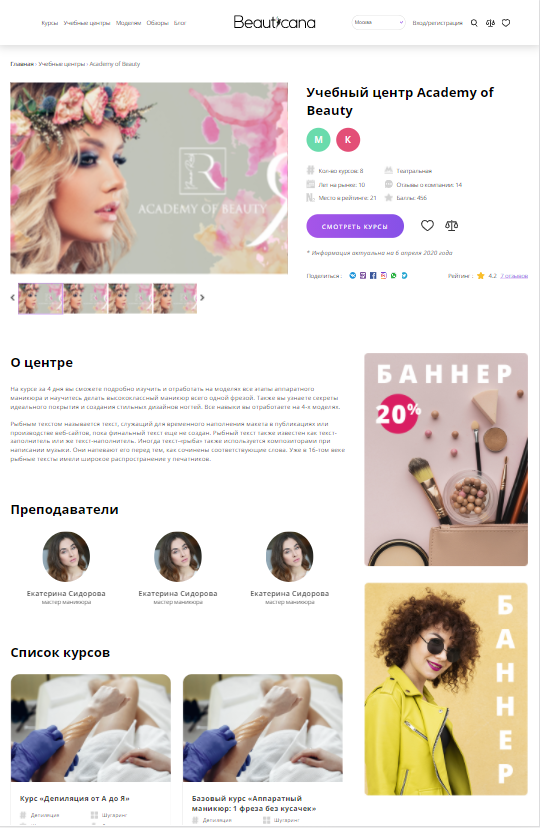 Курсы Учебные центры Моделям Обзоры Блог
Beauticana
Москва
Вход/регистрация
Главная › Учебные центры › Academy of Beauty
R
ACADEMY OF BEAUTY
Учебный центр Academy of
Beauty
М К
Кол-во курсов: 8
Театральная
Лет на рынке: 10
Отзывы о компании: 14
Место в рейтинге: 21
Баллы: 456
СМОТРЕТЬ КУРСЫ
* Информация актуальна на 6 апреля 2020 года
Поделиться :
Рейтинг : 4.2 7 отзывов
О центре
На курсе за 4 дня вы сможете подробно изучить и отработать на моделях все этапы аппаратного
маникюра и научитесь делать высококлассный маникюр всего одной фрезой. Также вы узнаете секреты
идеального покрытия и создания стильных дизайнов ногтей. Все навыки вы отработаете на 4-х моделях.
Рыбным текстом называется текст, служащий для временного наполнения макета в публикациях или
производстве веб-сайтов, пока финальный текст еще не создан. Рыбный текст также известен как текст-
заполнитель или же текст-наполнитель. Иногда текст-«рыба» также используется композиторами при
написании музыки. Они напевают его перед тем, как сочинены соответствующие слова. Уже в 16-том веке
рыбные тексты имели широкое распространение у печатников.
БАННЕР
20%
Преподаватели
Екатерина Сидорова
мастер маникюра
Екатерина Сидорова
мастер маникюра
Екатерина Сидорова
мастер маникюра
БАННЕР
Список курсов
Курс «Депиляция от А до Я»
Депиляция
Шугаринг
Базовый курс «Аппаратный
маникюр: 1 фреза без кусачек»
Депиляция
Шугаринг